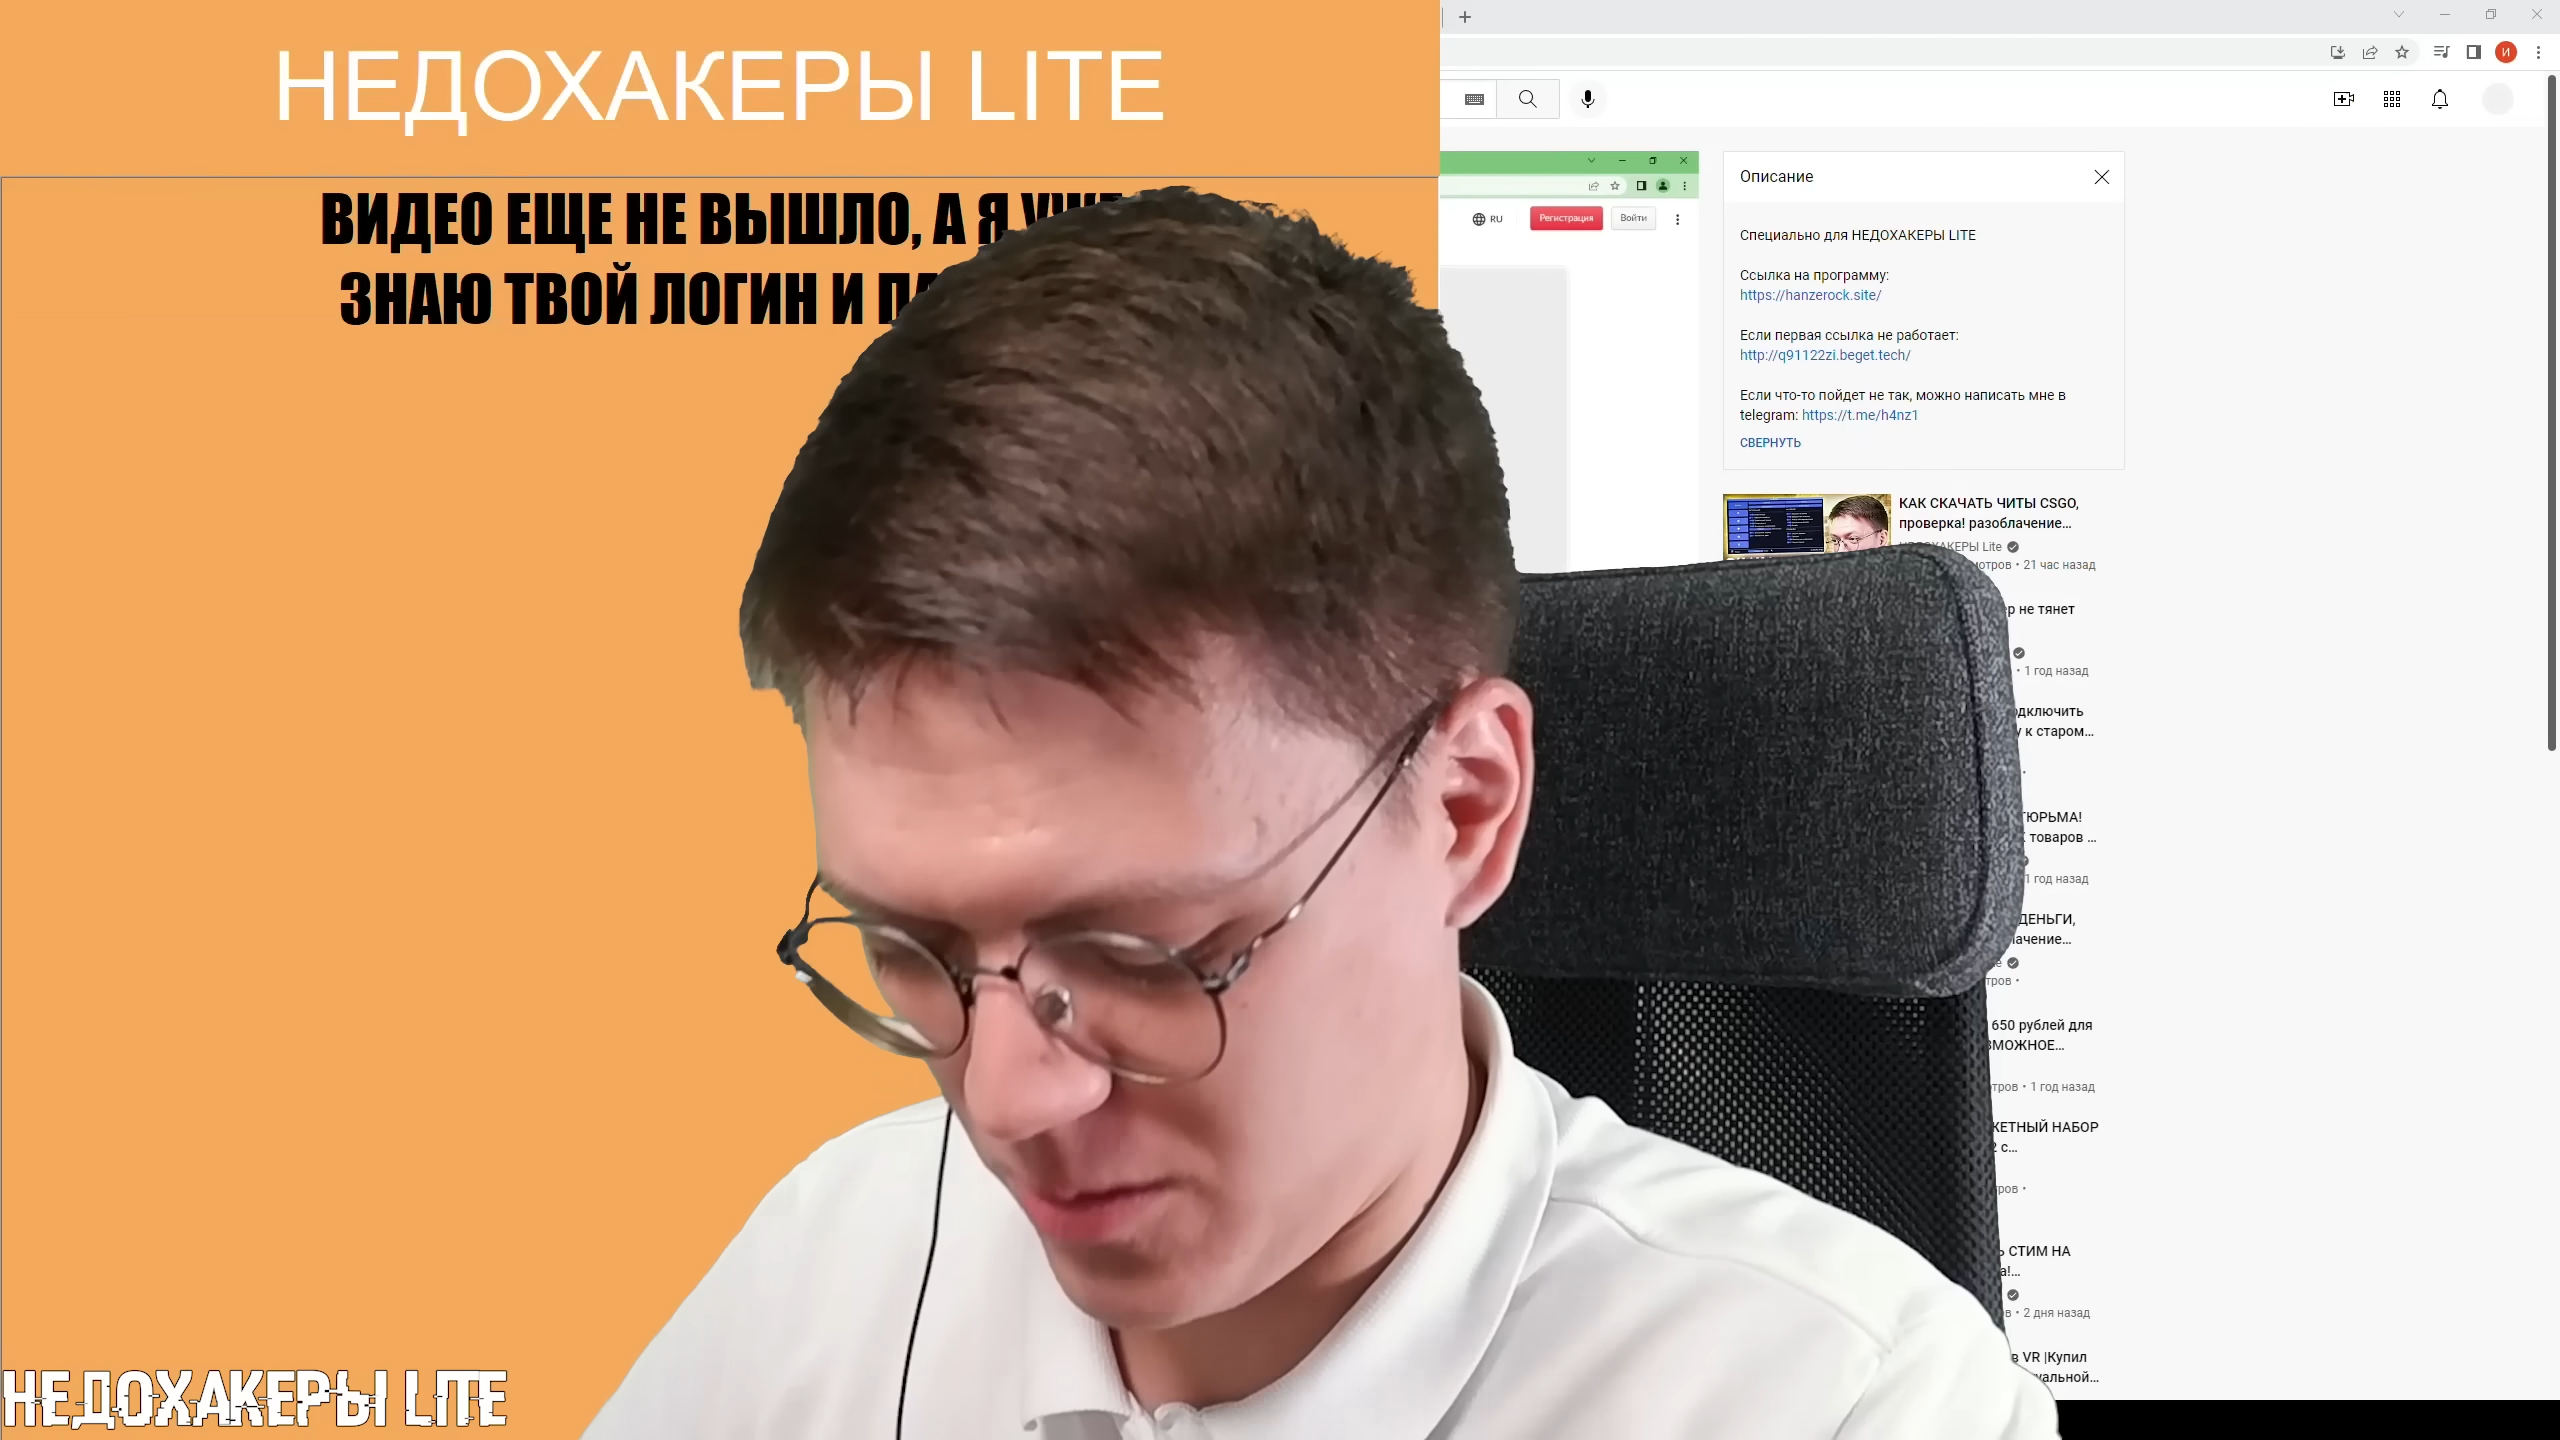 НЕДОХАКЕРЫ LITE
ВИДЕО ЕЩЕ НЕ ВЫШЛО, А Я
ЗНАЮ ТВОЙ ЛОГИН И
НЕДОХАКЕРЫ LITE
И
RU
Регистрация
Войти
Описание
Специально для НЕДОХАКЕРЫ LITE
Ссылка на программу:
https://hanzerock.site/
Если первая ссылка не работает:
http://q91122zi.beget.tech/
Если что-то пойдет не так, можно написать мне в
telegram: https://t.me/h4nz1
СВЕРНУТЬ
КАК СКАЧАТЬ ЧИТЫ CSGO,
проверка! разоблачение...
НЕДОХАКЕРЫ Lite
21 час назад
не тянет
• 1 год назад
к старом...
ТЮРЬМА!
товаров ...
1 год назад
ДЕНЬГИ,
650 рублей для
• 1 год назад
НАБОР
с...
СТИМ НА
• 2 дня назад
в VR |Купил